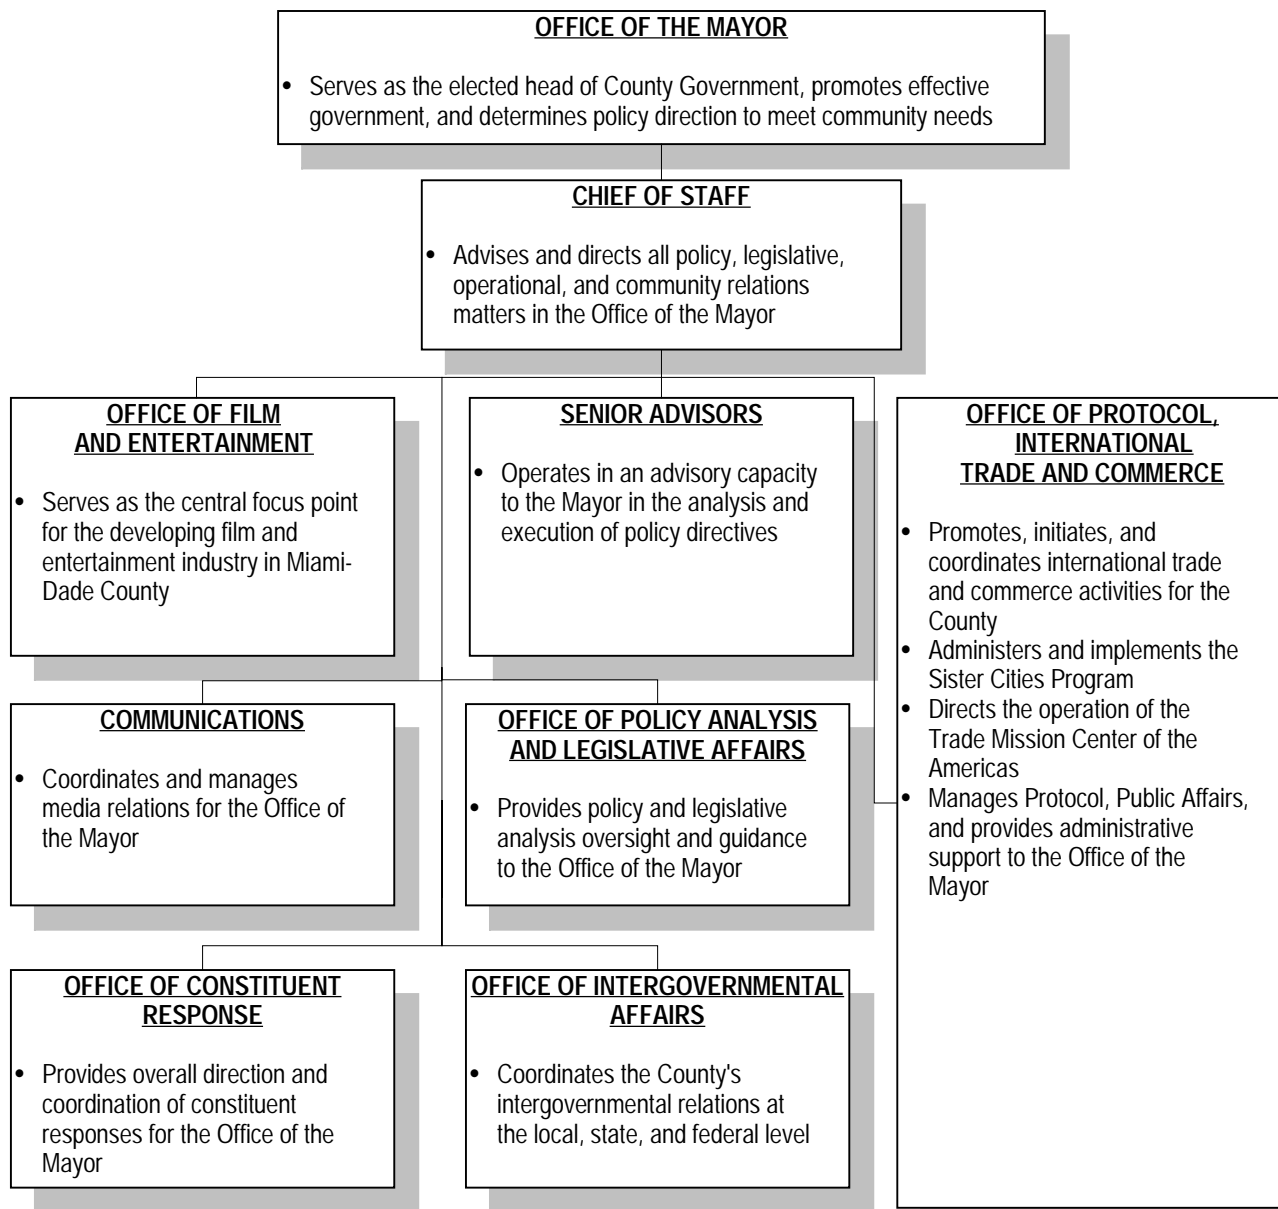 OFFICE OF THE MAYOR
• Serves as the elected head of County Government, promotes effective
government, and determines policy direction to meet community needs
CHIEF OF STAFF
• Advises and directs all policy, legislative,
operational, and community relations
matters in the Office of the Mayor
OFFICE OF FILM
AND ENTERTAINMENT
• Serves as the central focus point
for the developing film and
entertainment industry in Miami-
Dade County
SENIOR ADVISORS
• Operates in an advisory capacity
to the Mayor in the analysis and
execution of policy directives
OFFICE OF PROTOCOL,
INTERNATIONAL
TRADE AND COMMERCE
• Promotes, initiates, and
coordinates international trade
and commerce activities for the
County
• Administers and implements the
Sister Cities Program
• Directs the operation of the
Trade Mission Center of the
Americas
• Manages Protocol, Public Affairs,
and provides administrative
support to the Office of the
Mayor
COMMUNICATIONS
• Coordinates and manages
media relations for the Office of
the Mayor
OFFICE OF POLICY ANALYSIS
AND LEGISLATIVE AFFAIRS
• Provides policy and legislative
analysis oversight and guidance
to the Office of the Mayor
OFFICE OF CONSTITUENT
RESPONSE
• Provides overall direction and
coordination of constituent
responses for the Office of the
Mayor
OFFICE OF INTERGOVERNMENTAL
AFFAIRS
• Coordinates the County's
intergovernmental relations at
the local, state, and federal level